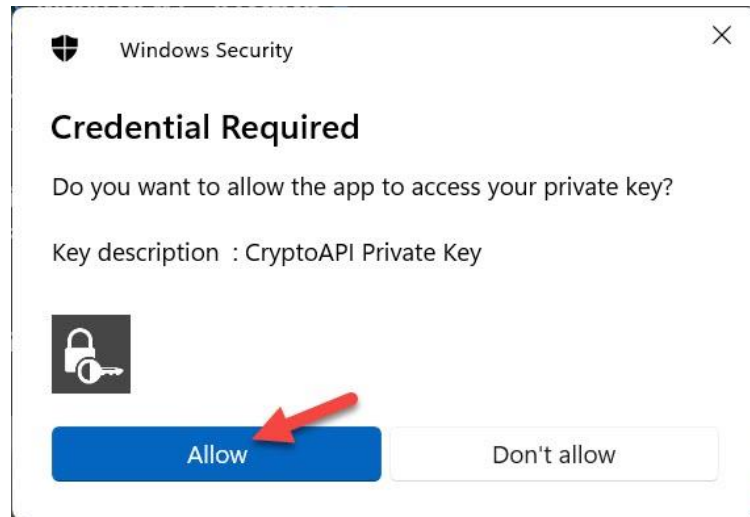 Windows Security
Credential Required
Do you want to allow the app to access your private key?
Key description : CryptoAPI Private Key
Allow
Don't allow